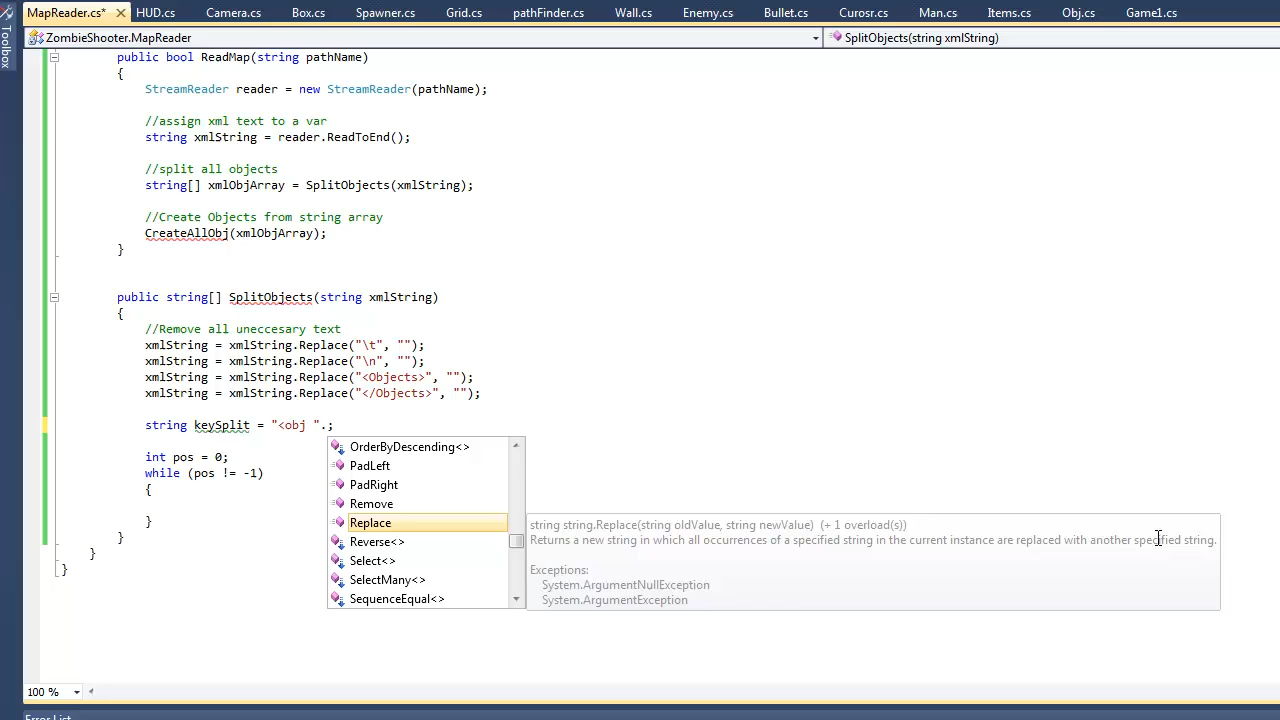 MapReader.cs* HUD.cs Camera.cs Box.cs Spawner.cs Grid.cs pathFinder.cs Wall.cs Enemy.cs Bullet.cs Curosr.cs Man.cs Items.cs Obj.cs Game1.cs
ZombieShooter.MapReader SplitObjects(string xmlString)
Toolbox
public bool ReadMap(string pathName)
{
StreamReader reader = new StreamReader(pathName);
//assign xml text to a var
string xmlString = reader.ReadToEnd();
//split all objects
string[] xmlObjArray = SplitObjects(xmlString);
//Create Objects from string array
CreateAllObj(xmlObjArray);
}
public string[] SplitObjects(string xmlString)
{
//Remove all uneccesary text
xmlString = xmlString.Replace("\t", "");
xmlString = xmlString.Replace("\n", "");
xmlString = xmlString.Replace("<Objects>", "");
xmlString = xmlString.Replace("</Objects>", "");
string keySplit = "<obj ".;
int pos = 0;
while (pos != -1)
{
}
}
}
}
OrderByDescending<>
PadLeft
PadRight
Remove
Replace
Reverse<>
Select<>
SelectMany<>
SequenceEqual<>
string string.Replace(string oldValue, string newValue) (+ 1 overload(s))
Returns a new string in which all occurrences of a specified string in the current instance are replaced with another specified string.
Exceptions:
System.ArgumentNullException
System.ArgumentException
100 %
Error List